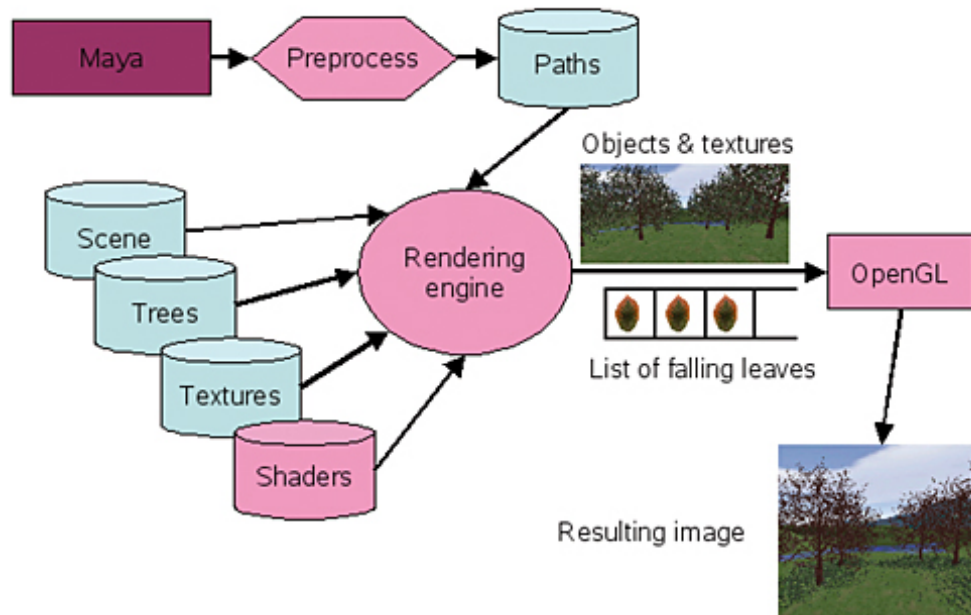 Maya
Preprocess
Paths
Objects & textures
Scene
Trees
Textures
Shaders
Rendering
engine
OpenGL
List of falling leaves
Resulting image